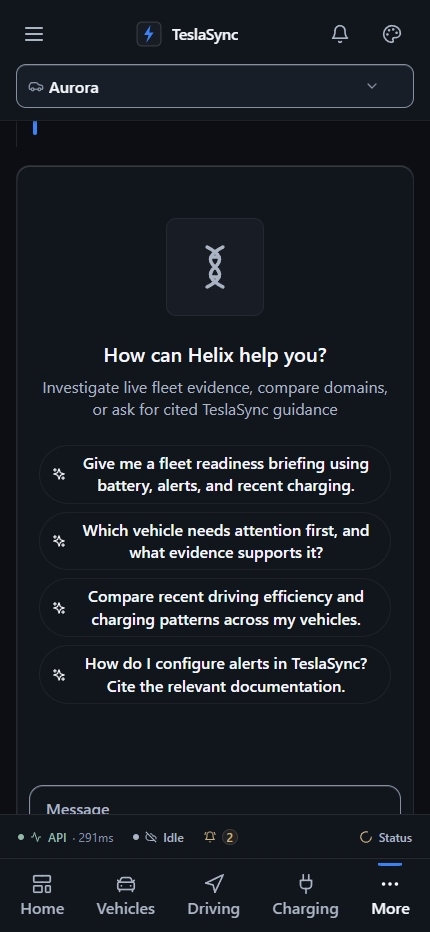 TeslaSync
Aurora
How can Helix help you?
Investigate live fleet evidence, compare domains,
or ask for cited TeslaSync guidance
Give me a fleet readiness briefing using
battery, alerts, and recent charging.
Which vehicle needs attention first, and
what evidence supports it?
Compare recent driving efficiency and
charging patterns across my vehicles.
How do I configure alerts in TeslaSync?
Cite the relevant documentation.
Message
API · 291ms Idle 2 Status
Home Vehicles Driving Charging More